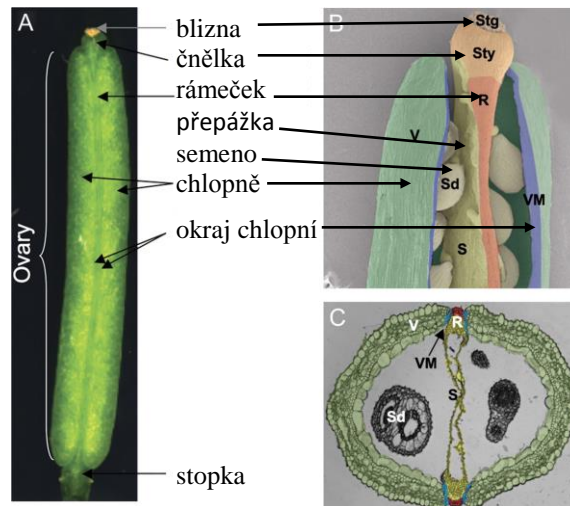 A
Ovary
blizna
čnělka
rámeček
přepážka
semeno
chlopně
okraj chlopní
stopka
B
Stg
Sty
R
V
Sd
VM
S
C
V
R
VM
S
Sd